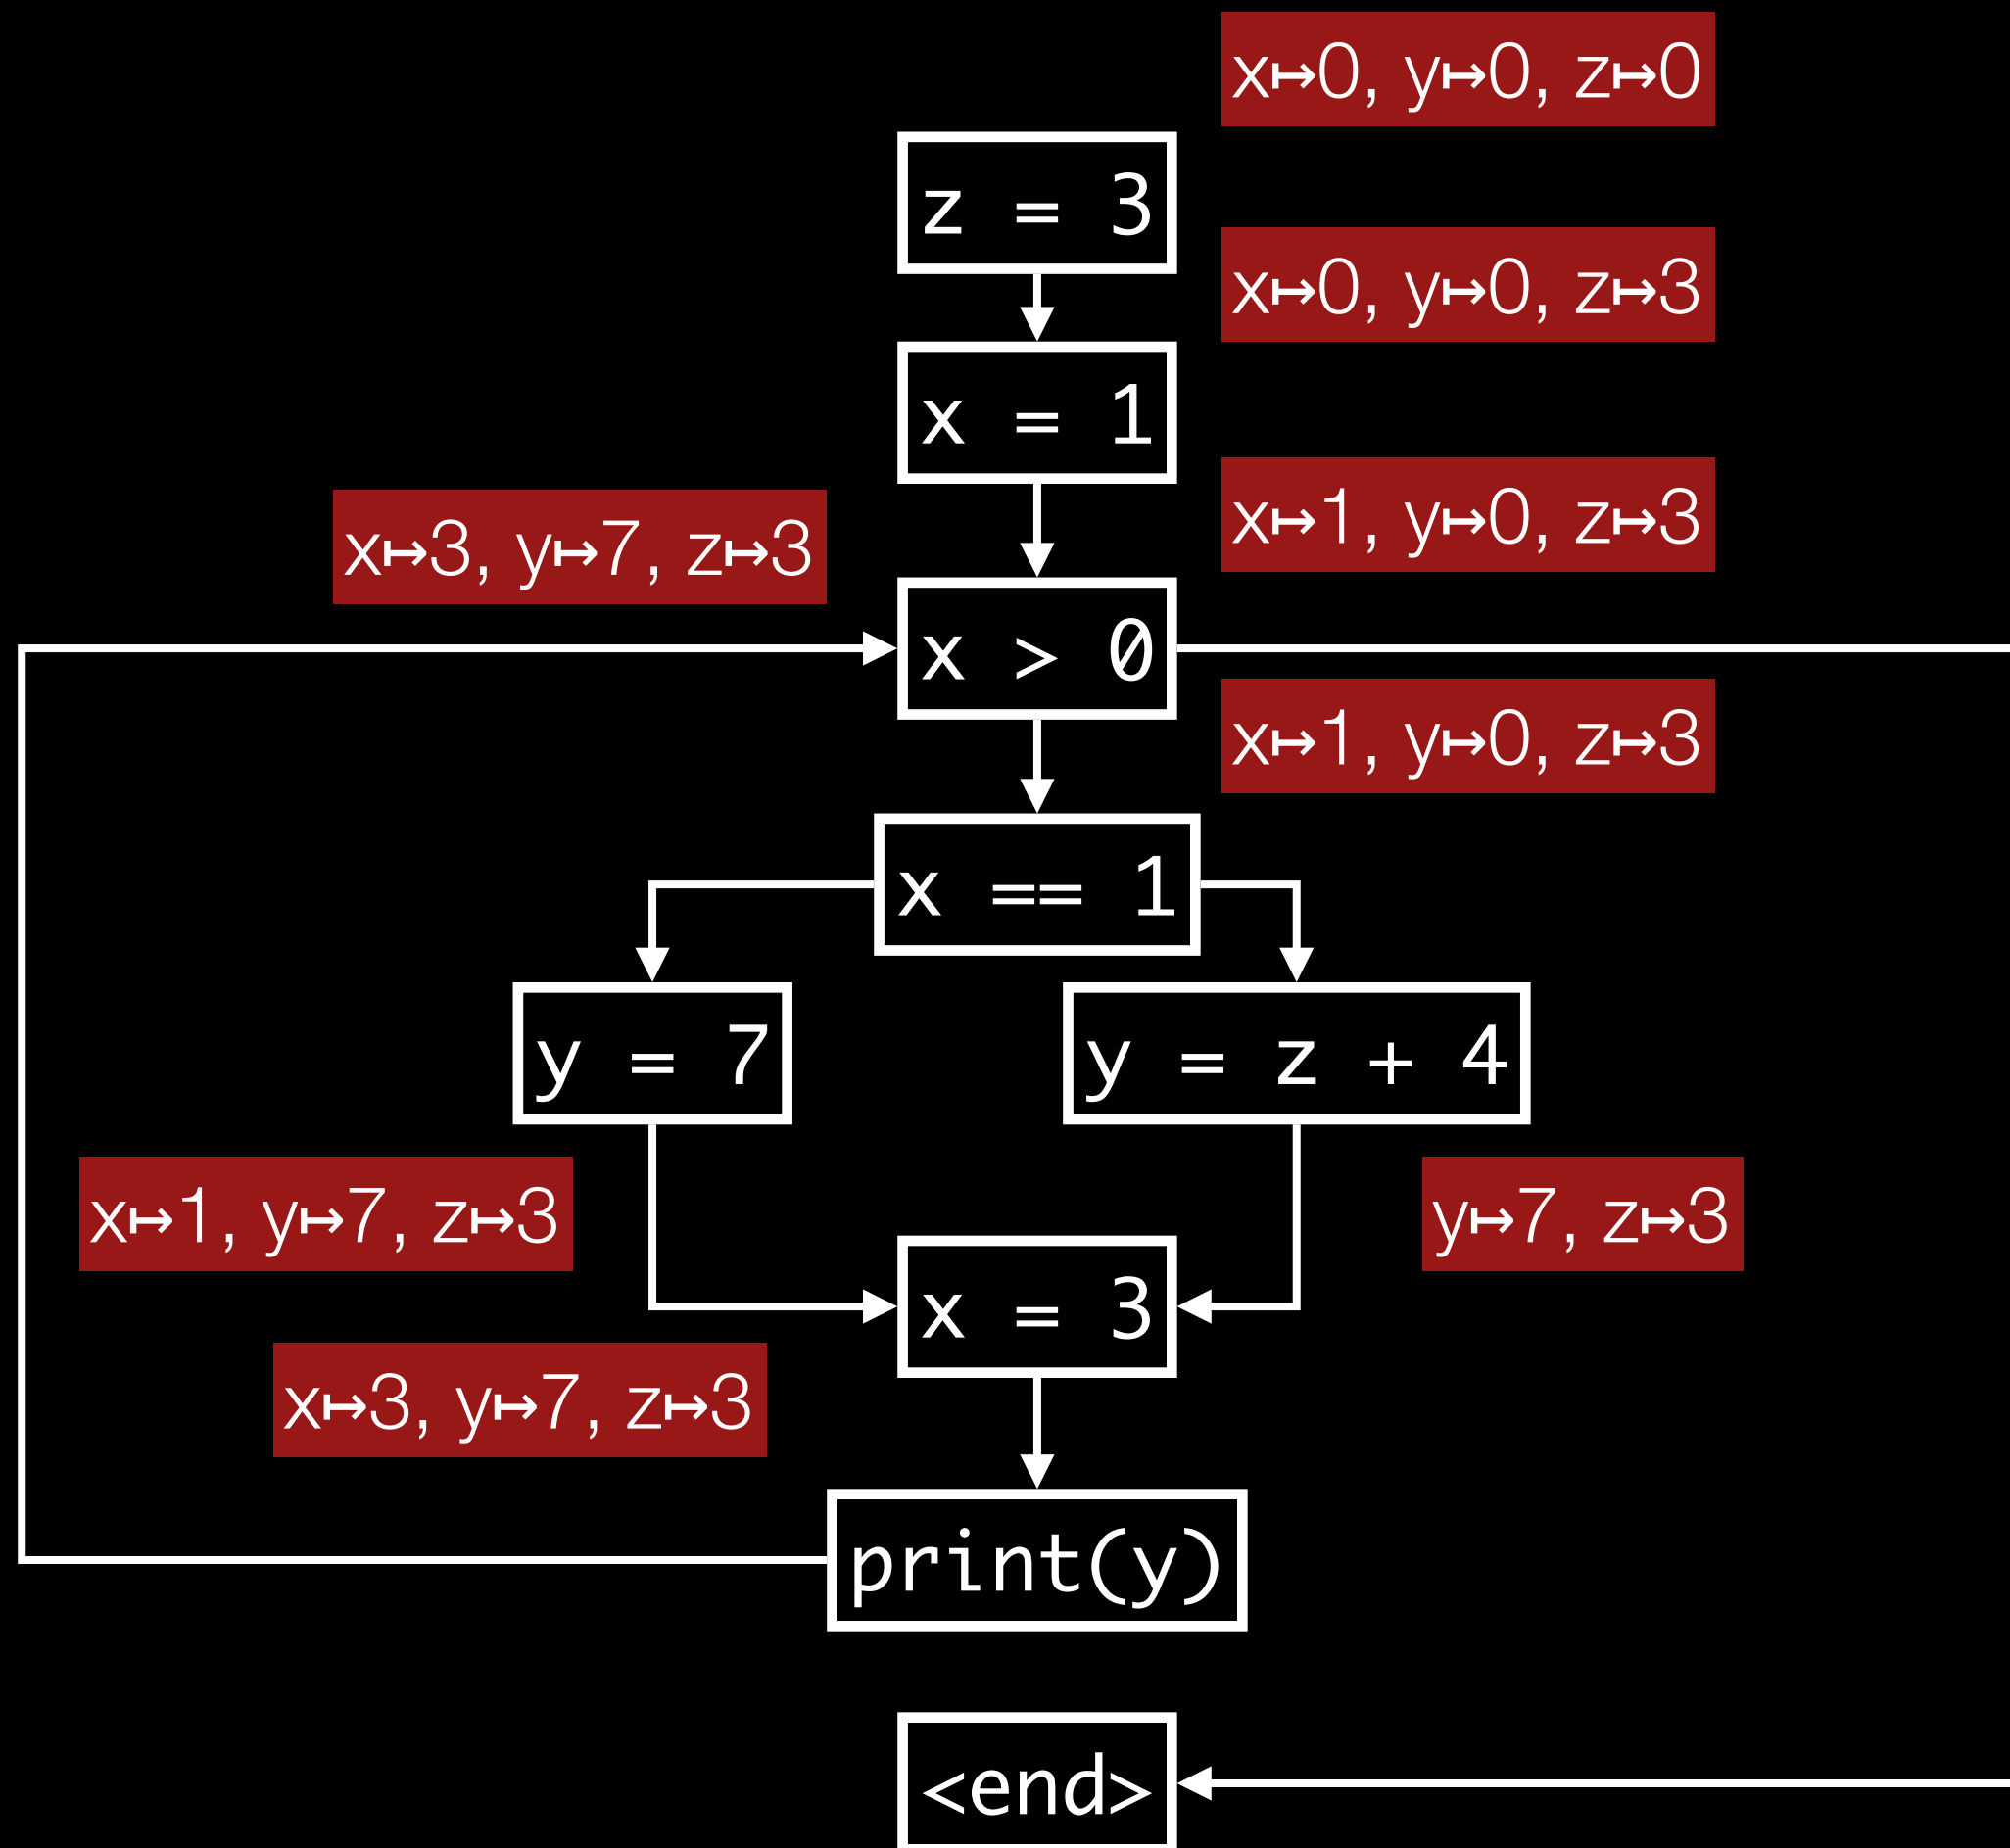 x↦0, y↦0, z↦0
z = 3
x↦0, y↦0, z↦3
x = 1
x↦1, y↦0, z↦3
x↦3, y↦7, z↦3
x > 0
x↦1, y↦0, z↦3
x == 1
y = 7
y = z + 4
x↦1, y↦7, z↦3
y↦7, z↦3
x = 3
x↦3, y↦7, z↦3
print(y)
<end>